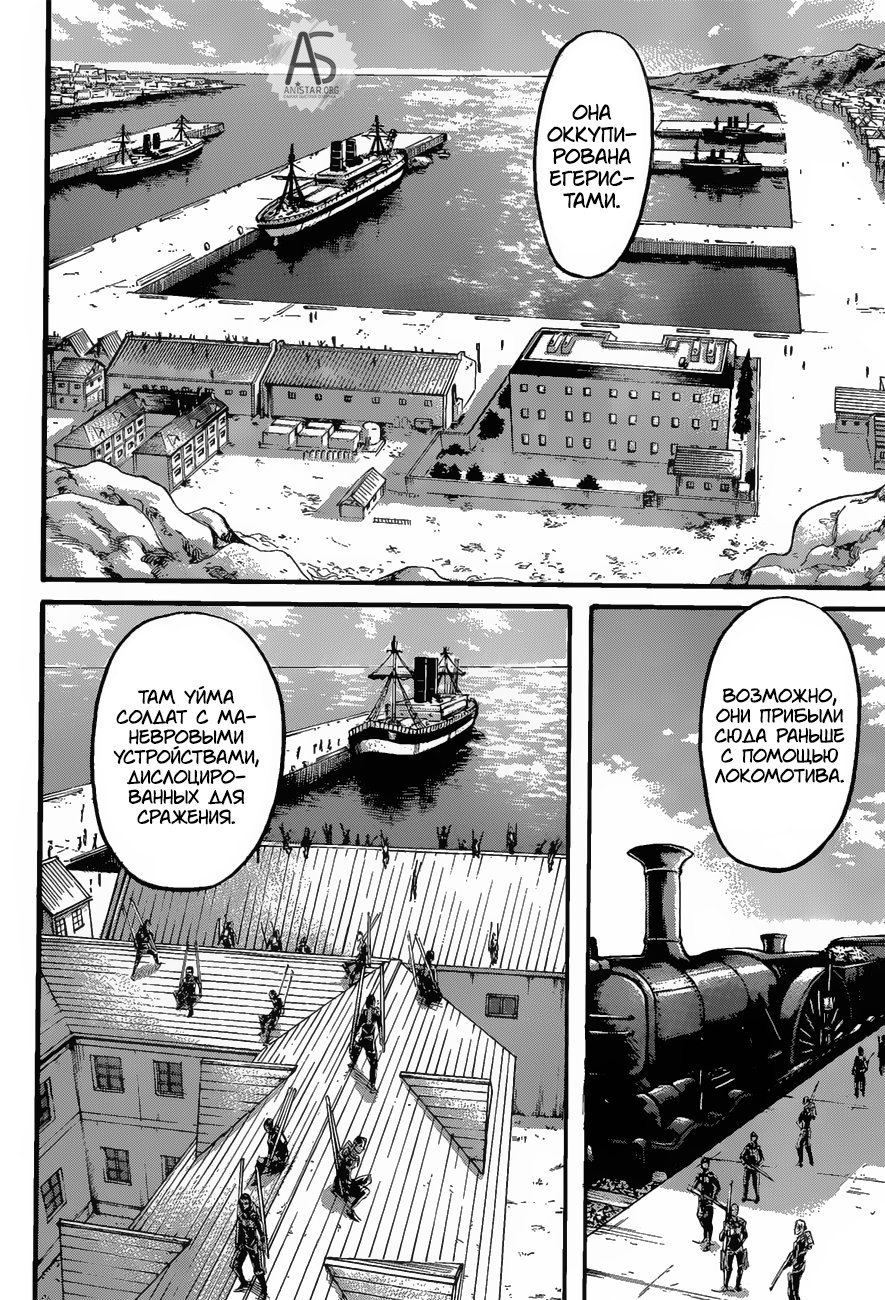 AS
ANISTAR.ORG
ОНА
ОККУПИ-
РОВАНА
ЕГЕРИС-
ТАМИ.
ВОЗМОЖНО,
ОНИ ПРИБЫЛИ
СЮДА РАНЬШЕ
С ПОМОЩЬЮ
ЛОКОМОТИВА.
ТАМ УЙМА
СОЛДАТ С МА-
НЕВРОВЫМИ
УСТРОЙСТВАМИ,
ДИСЛОЦИРО-
ВАННЫХ ДЛЯ
СРАЖЕНИЯ.